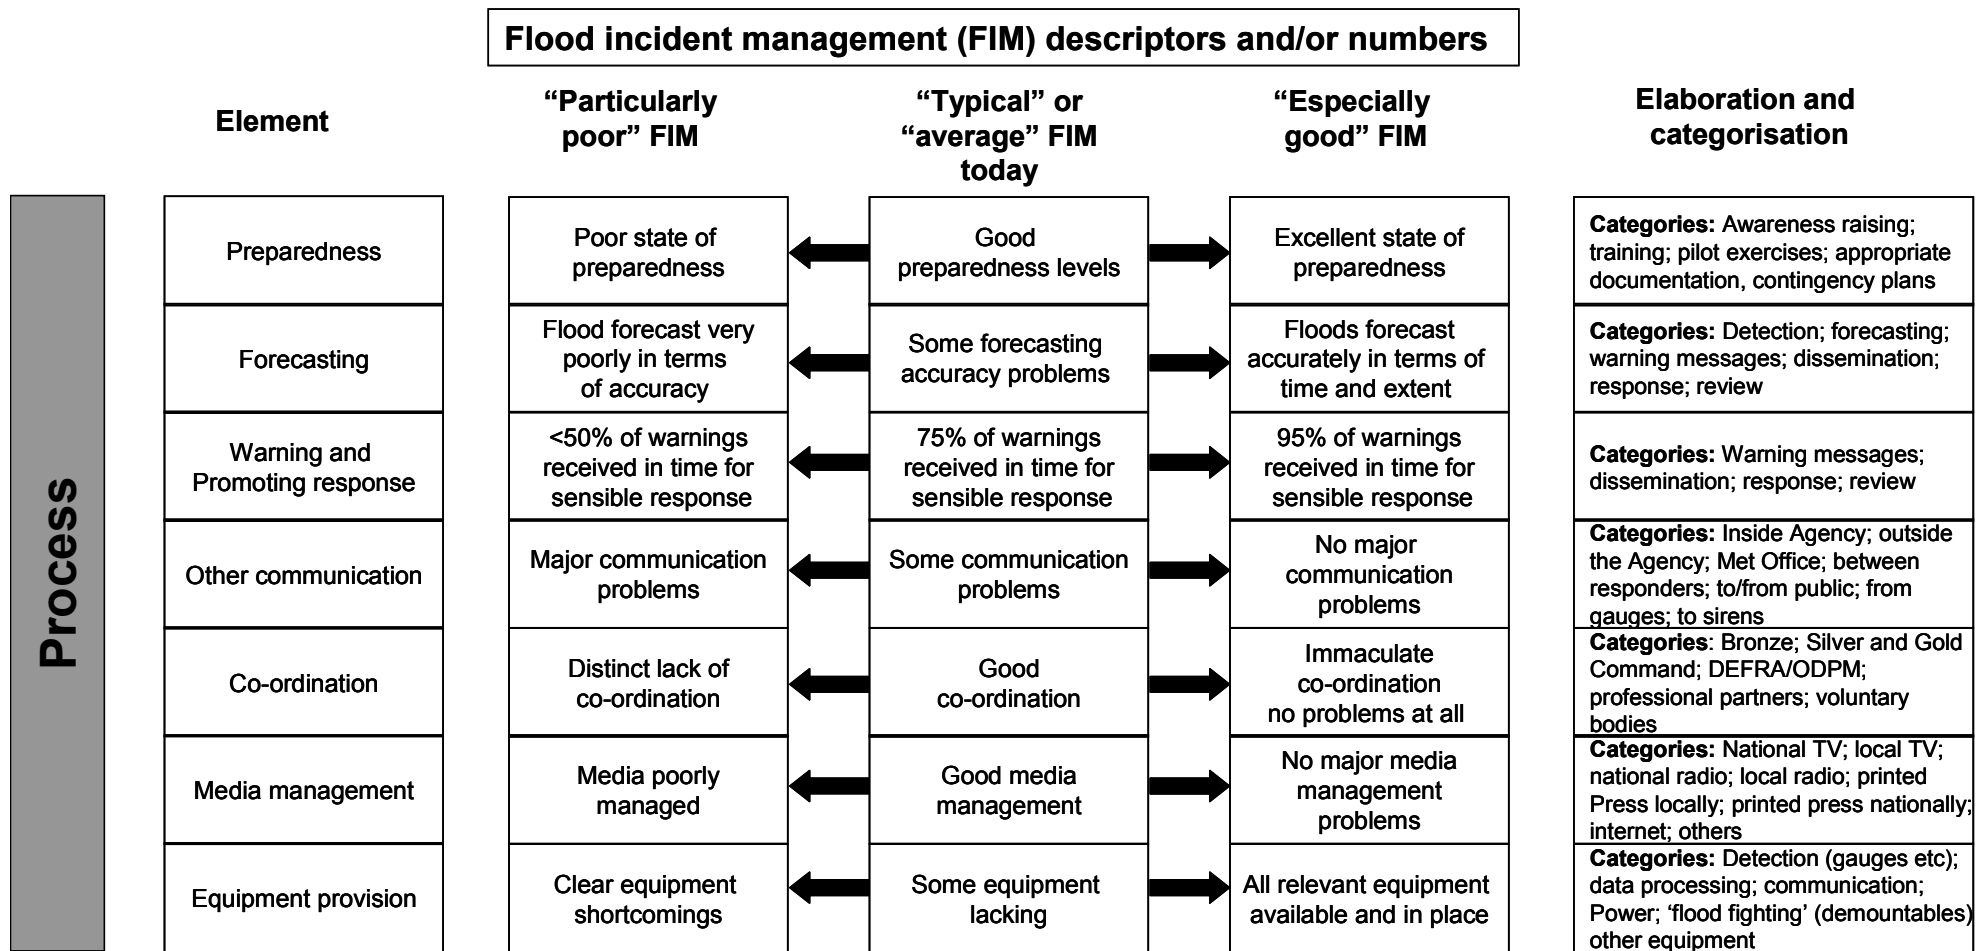 Flood incident management (FIM) descriptors and/or numbers
Element
“Particularly
poor” FIM
“Typical” or
“average” FIM
today
“Especially
good” FIM
Elaboration and
categorisation
Process
Preparedness
Poor state of
preparedness
Good
preparedness levels
Excellent state of
preparedness
Categories: Awareness raising;
training; pilot exercises; appropriate
documentation, contingency plans
Forecasting
Flood forecast very
poorly in terms
of accuracy
Some forecasting
accuracy problems
Floods forecast
accurately in terms of
time and extent
Categories: Detection; forecasting;
warning messages; dissemination;
response; review
Warning and
Promoting response
<50% of warnings
received in time for
sensible response
75% of warnings
received in time for
sensible response
95% of warnings
received in time for
sensible response
Categories: Warning messages;
dissemination; response; review
Other communication
Major communication
problems
Some communication
problems
No major
communication
problems
Categories: Inside Agency; outside
the Agency; Met Office; between
responders; to/from public; from
gauges; to sirens
Co-ordination
Distinct lack of
co-ordination
Good
co-ordination
Immaculate
co-ordination
no problems at all
Categories: Bronze; Silver and Gold
Command; DEFRA/ODPM;
professional partners; voluntary
bodies
Media management
Media poorly
managed
Good media
management
No major media
management
problems
Categories: National TV; local TV;
national radio; local radio; printed
Press locally; printed press nationally;
internet; others
Equipment provision
Clear equipment
shortcomings
Some equipment
lacking
All relevant equipment
available and in place
Categories: Detection (gauges etc);
data processing; communication;
Power; ‘flood fighting’ (demountables)
other equipment